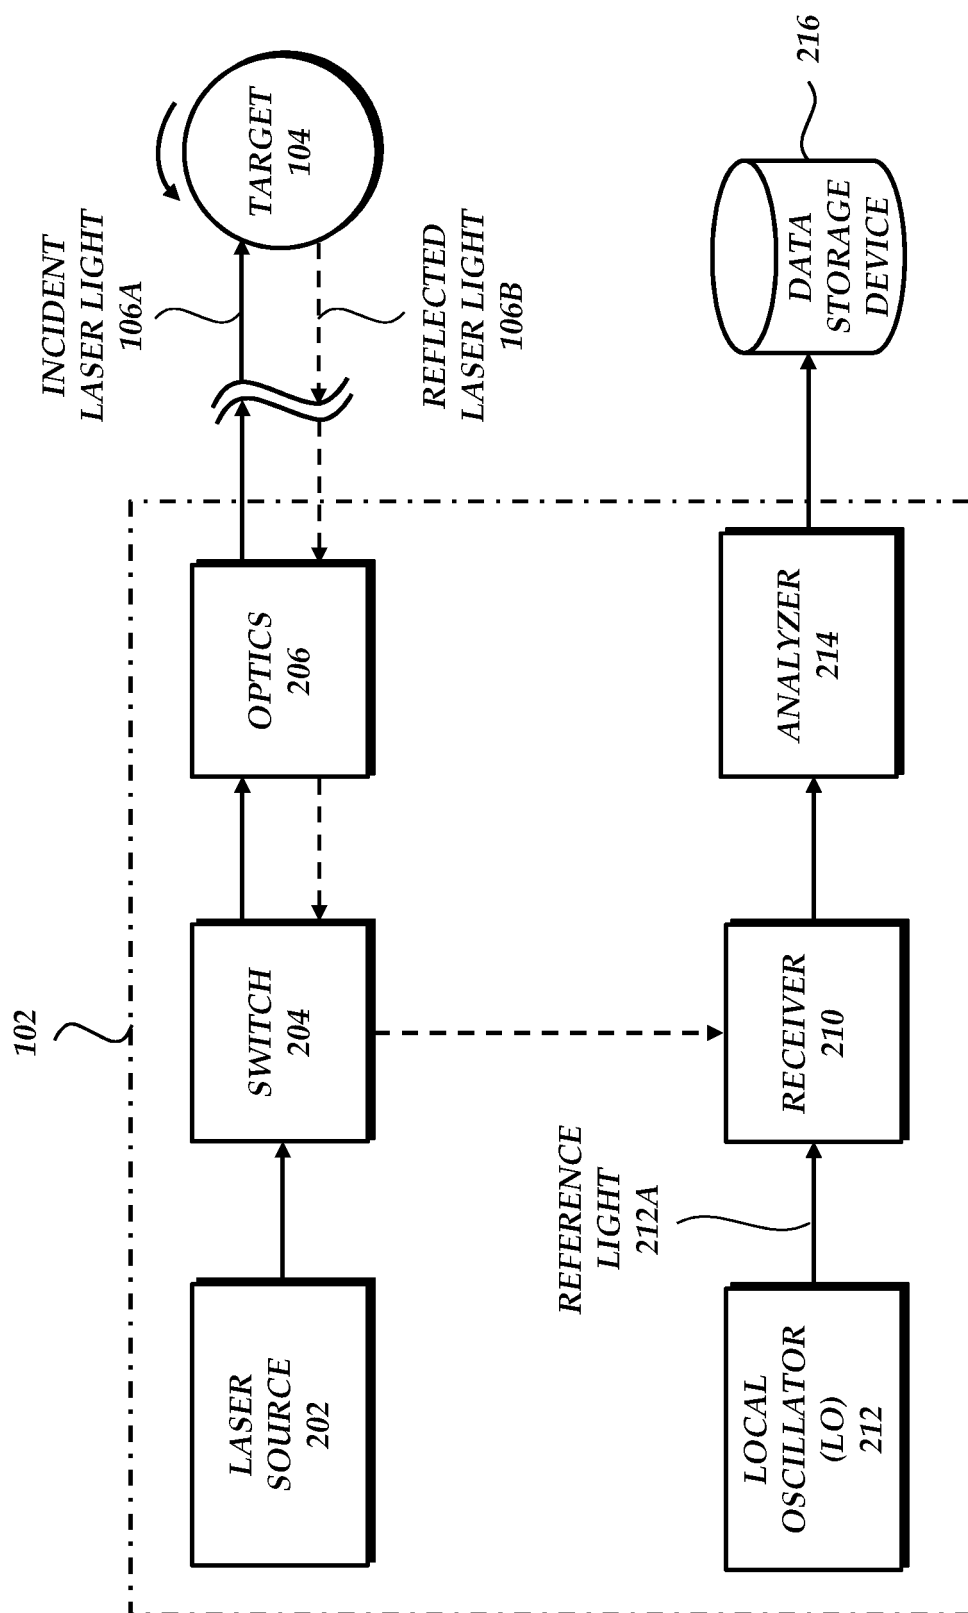 102
INCIDENT
LASER LIGHT
106A
LASER
SOURCE
202
SWITCH
204
OPTICS
206
TARGET
104
REFLECTED
LASER LIGHT
106B
REFERENCE
LIGHT
212A
LOCAL
OSCILLATOR
(LO)
212
RECEIVER
210
ANALYZER
214
DATA
STORAGE
DEVICE
216